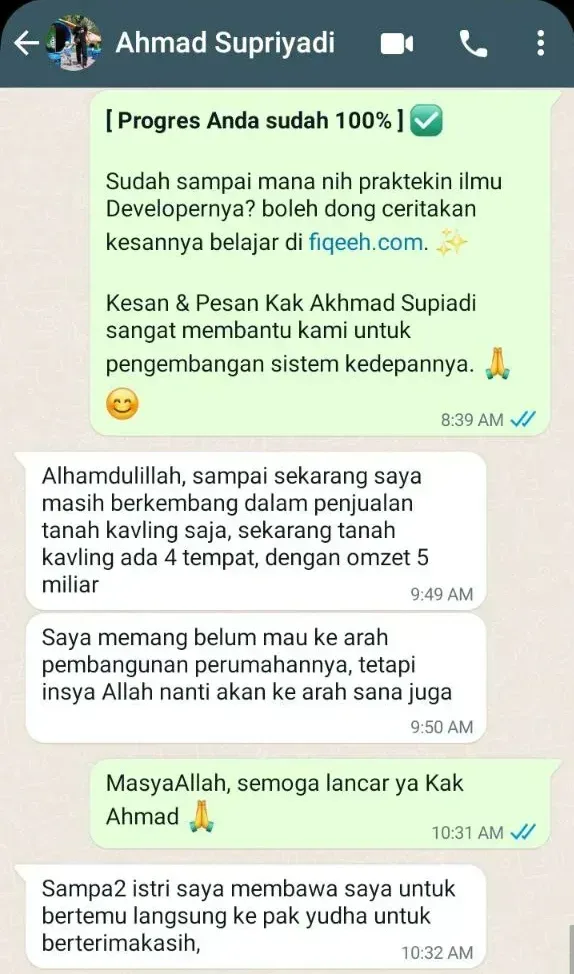 Ahmad Supriyadi
[ Progres Anda sudah 100% ] ✅
Sudah sampai mana nih praktekin ilmu
Developernya? boleh dong ceritakan
kesannya belajar di fiqeeh.com. ✨
Kesan & Pesan Kak Akhmad Supiadi
sangat membantu kami untuk
pengembangan sistem kedepannya. 🙏
😊
8:39 AM
Alhamdulillah, sampai sekarang saya
masih berkembang dalam penjualan
tanah kavling saja, sekarang tanah
kavling ada 4 tempat, dengan omzet 5
miliar
9:49 AM
Saya memang belum mau ke arah
pembangunan perumahannya, tetapi
insya Allah nanti akan ke arah sana juga
9:50 AM
MasyaAllah, semoga lancar ya Kak
Ahmad 🙏
10:31 AM
Sampa2 istri saya membawa saya untuk
bertemu langsung ke pak yudha untuk
berterimakasih,
10:32 AM